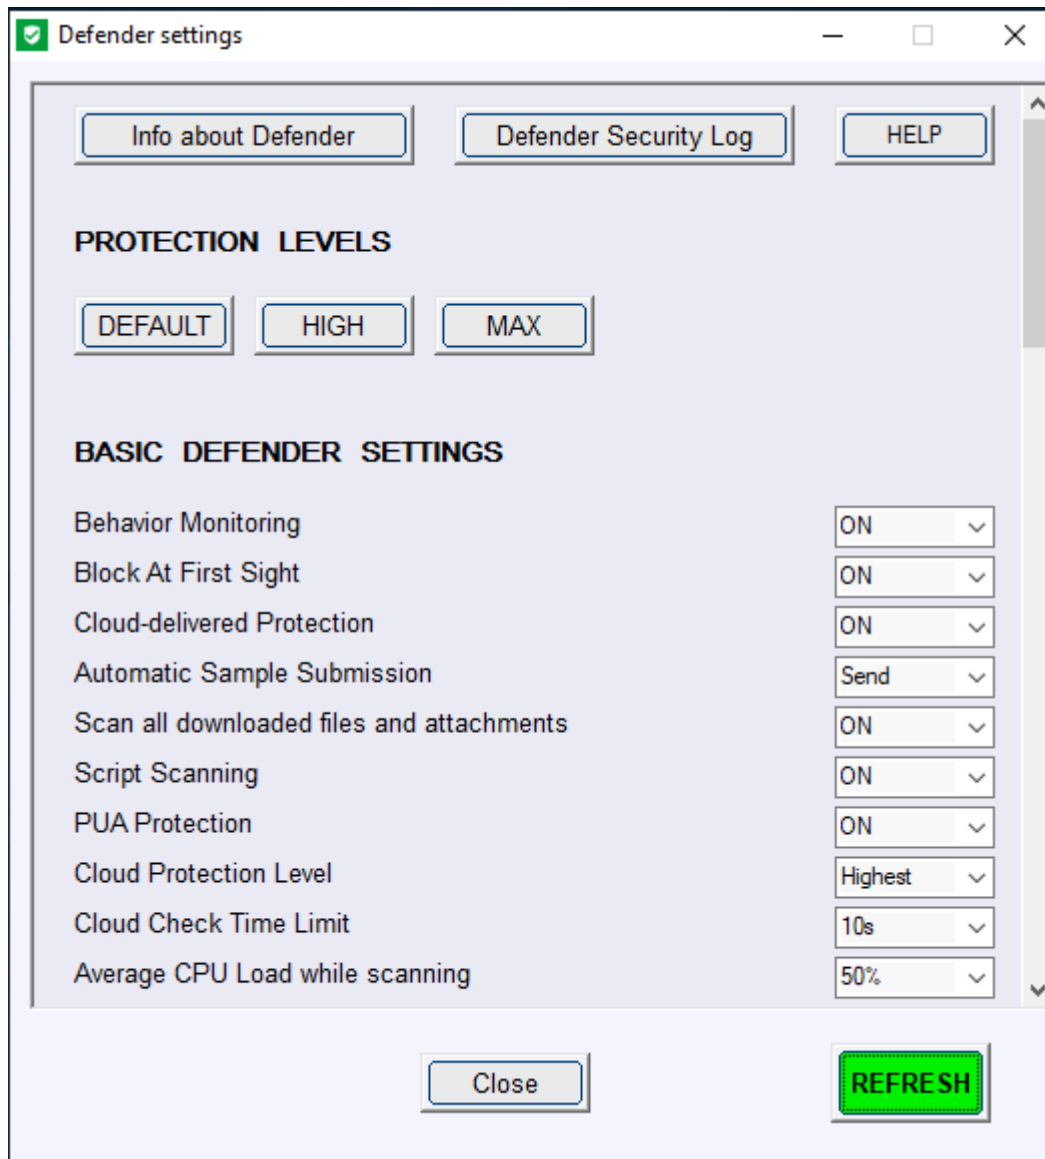 Defender settings
Info about Defender Defender Security Log HELP
PROTECTION LEVELS
DEFAULT HIGH MAX
BASIC DEFENDER SETTINGS
Behavior Monitoring ON
Block At First Sight ON
Cloud-delivered Protection ON
Automatic Sample Submission Send
Scan all downloaded files and attachments ON
Script Scanning ON
PUA Protection ON
Cloud Protection Level Highest
Cloud Check Time Limit 10s
Average CPU Load while scanning 50%
Close REFRESH